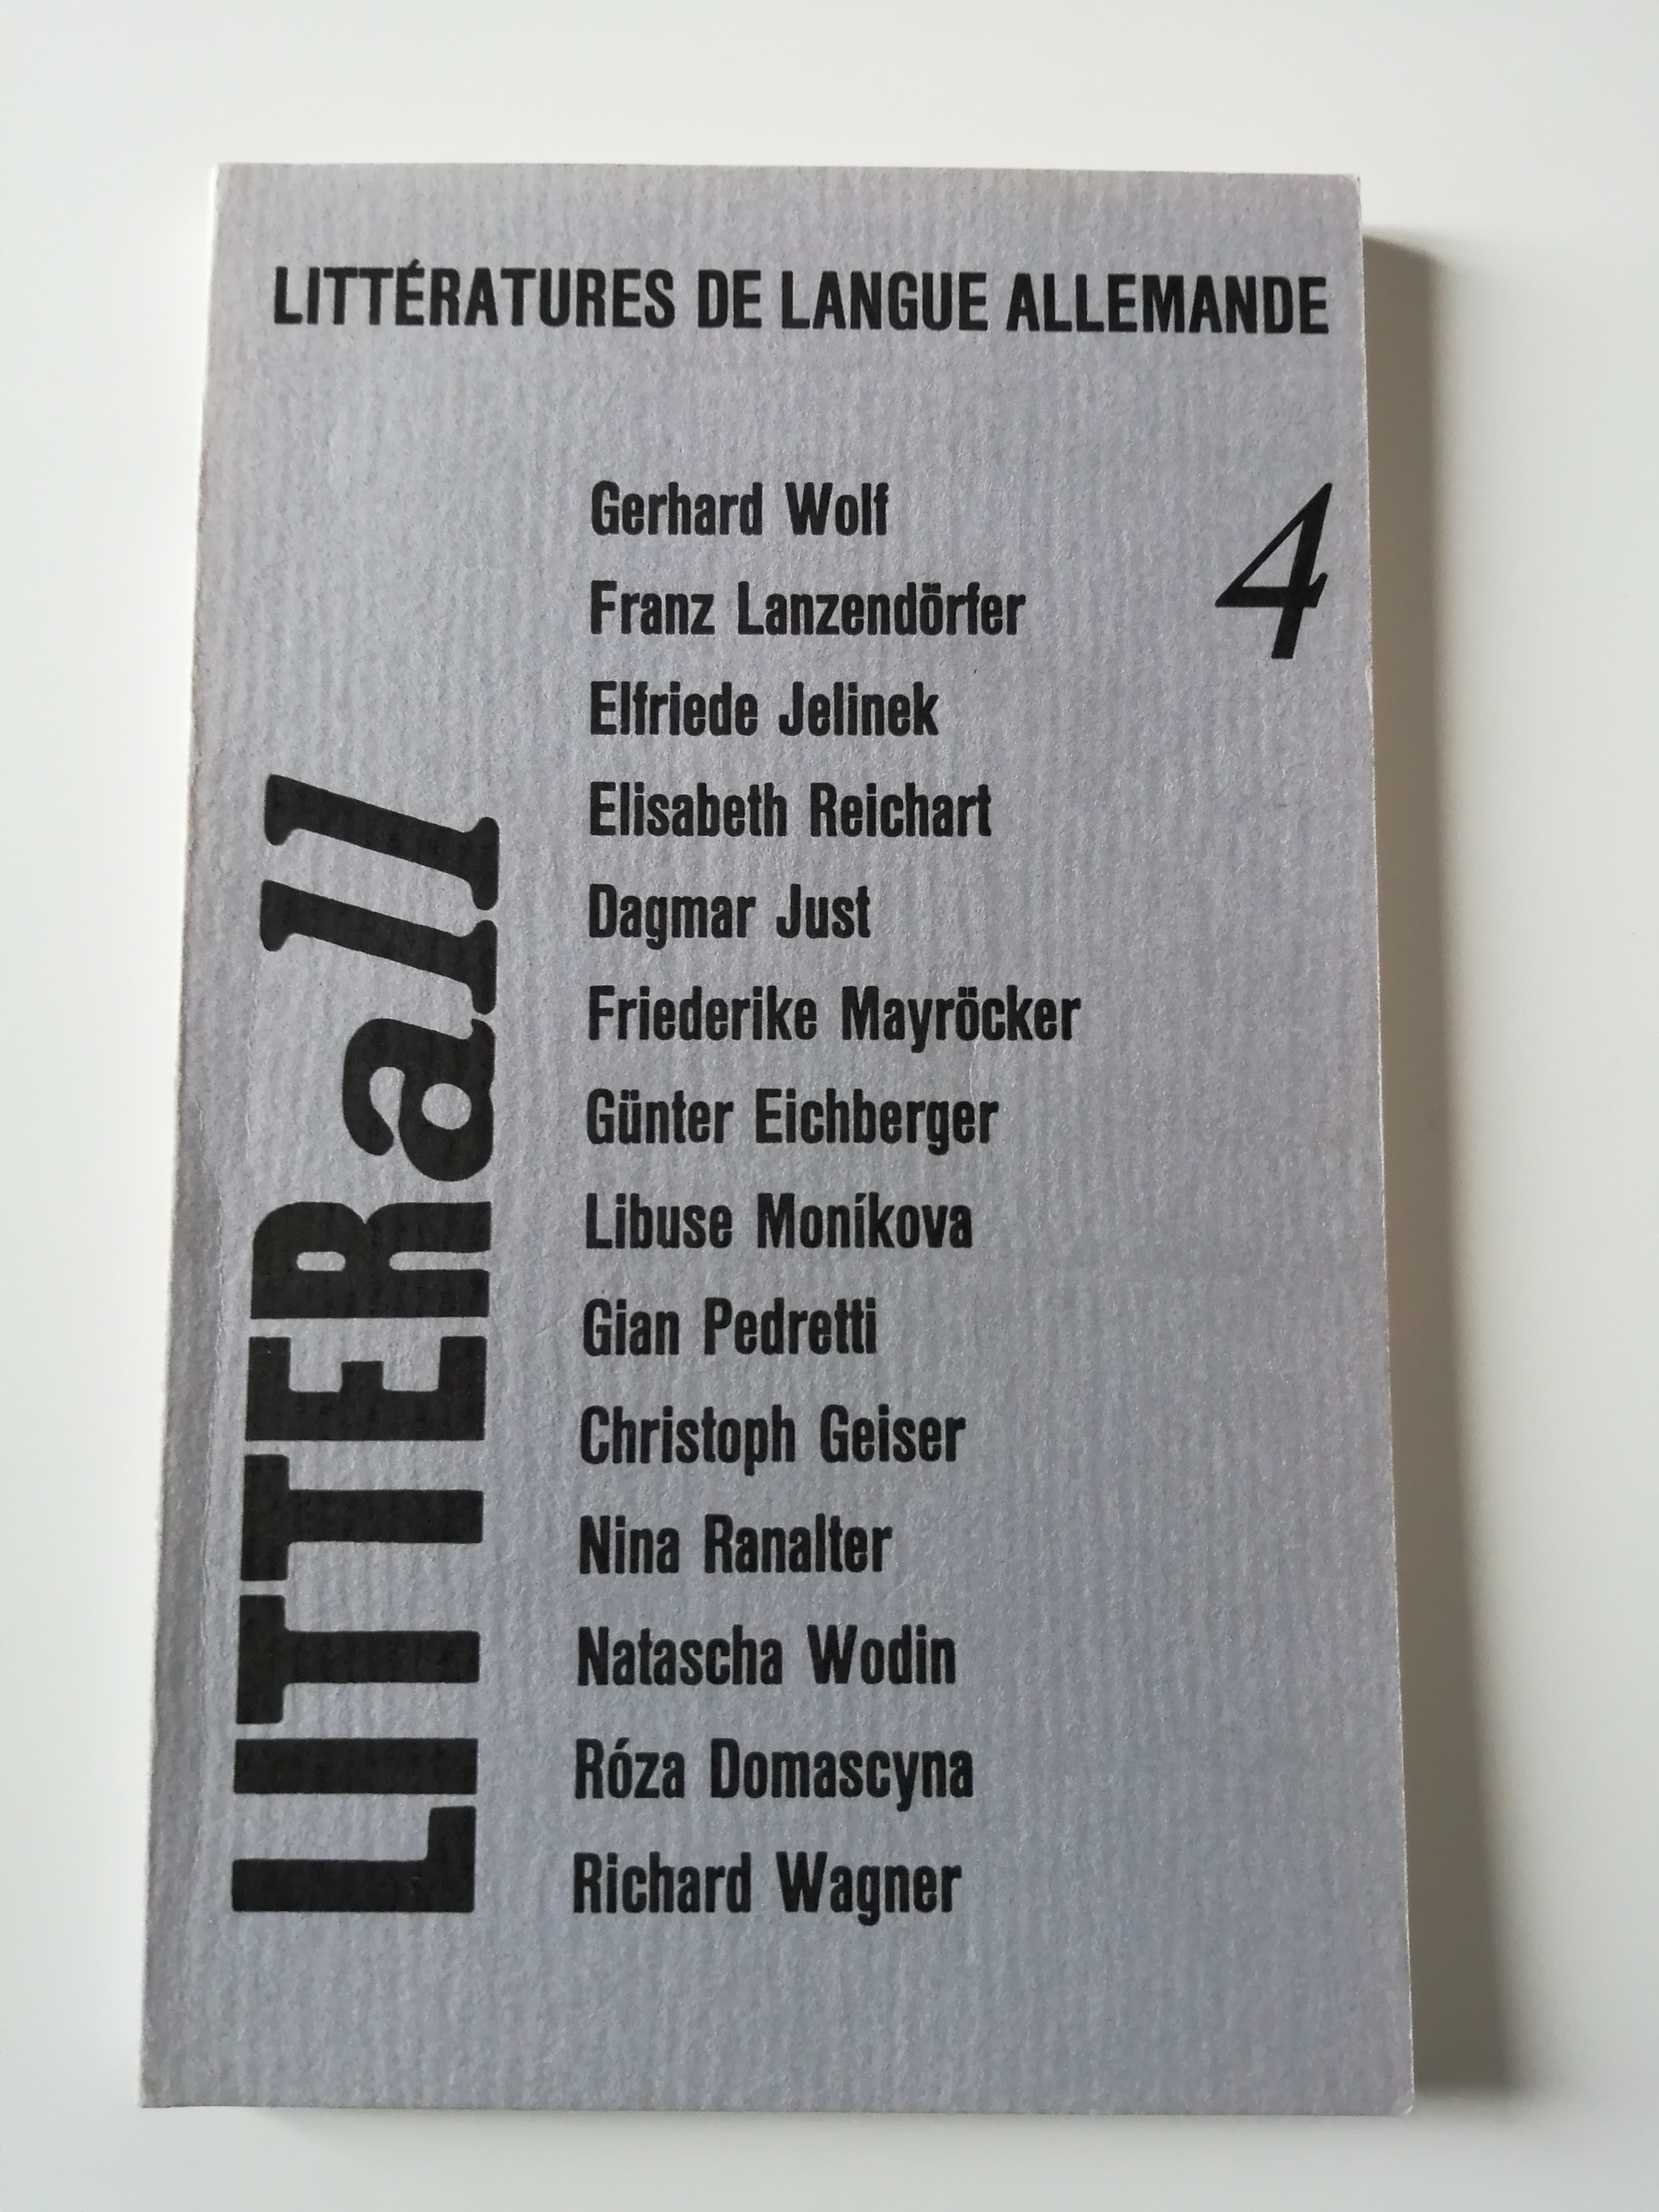 LITTÉRATURES DE LANGUE ALLEMANDE
4
LITTERall
Gerhard Wolf
Franz Lanzendörfer
Elfriede Jelinek
Elisabeth Reichart
Dagmar Just
Friederike Mayröcker
Günter Eichberger
Libuse Moníkova
Gian Pedretti
Christoph Geiser
Nina Ranalter
Natascha Wodin
Róza Domascyna
Richard Wagner